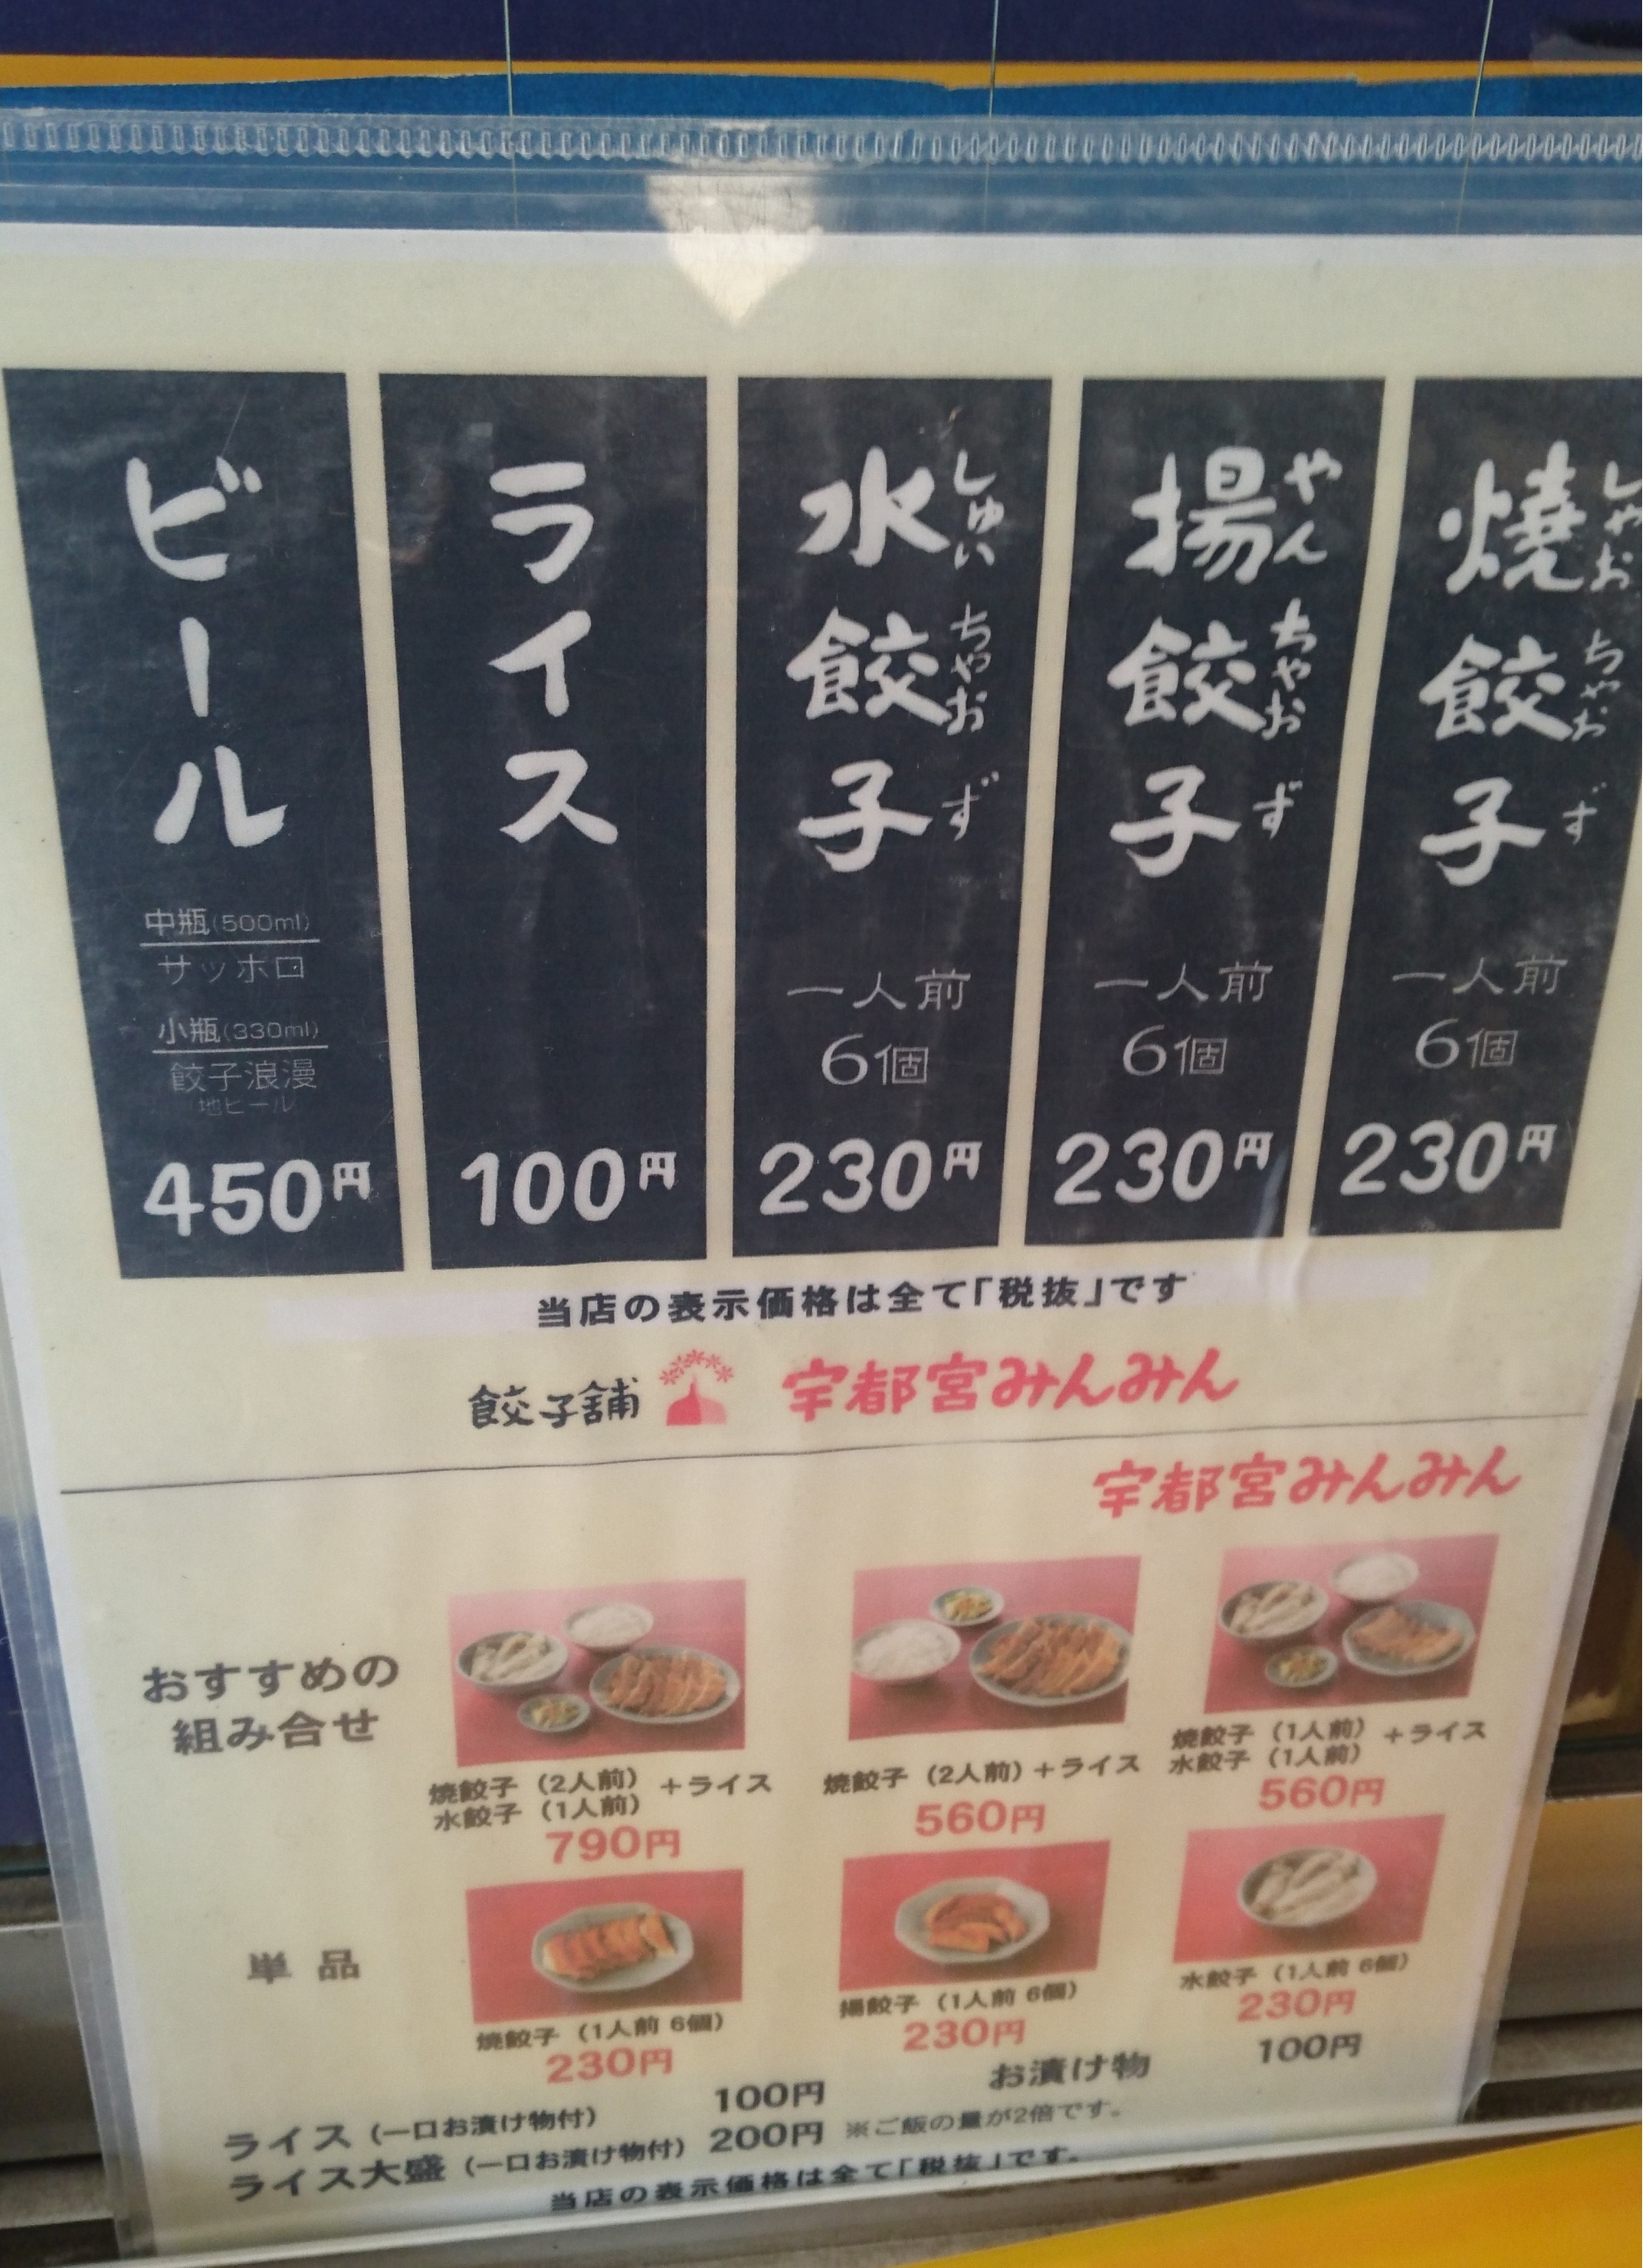 焼餃子
しゃおちゃおず
一人前
6個
230円
揚餃子
やんちゃおず
一人前
6個
230円
水餃子
しゅいちゃおず
一人前
6個
230円
ライス
100円
ビール
中瓶(500ml)
サッポロ
小瓶(330ml)
餃子浪漫
地ビール
450円
当店の表示価格は全て「税抜」です
餃子舗 宇都宮みんみん
宇都宮みんみん
おすすめの
組み合せ
焼餃子（2人前）
水餃子（1人前） +ライス
790円
焼餃子（2人前）+ライス
560円
焼餃子（1人前）
水餃子（1人前） +ライス
560円
単品
焼餃子（1人前 6個）
230円
揚餃子（1人前 6個）
230円
水餃子（1人前 6個）
230円
ライス（一口お漬け物付） 100円
お漬け物 100円
ライス大盛（一口お漬け物付） 200円 ※ご飯の量が2倍です。
当店の表示価格は全て「税抜」です。